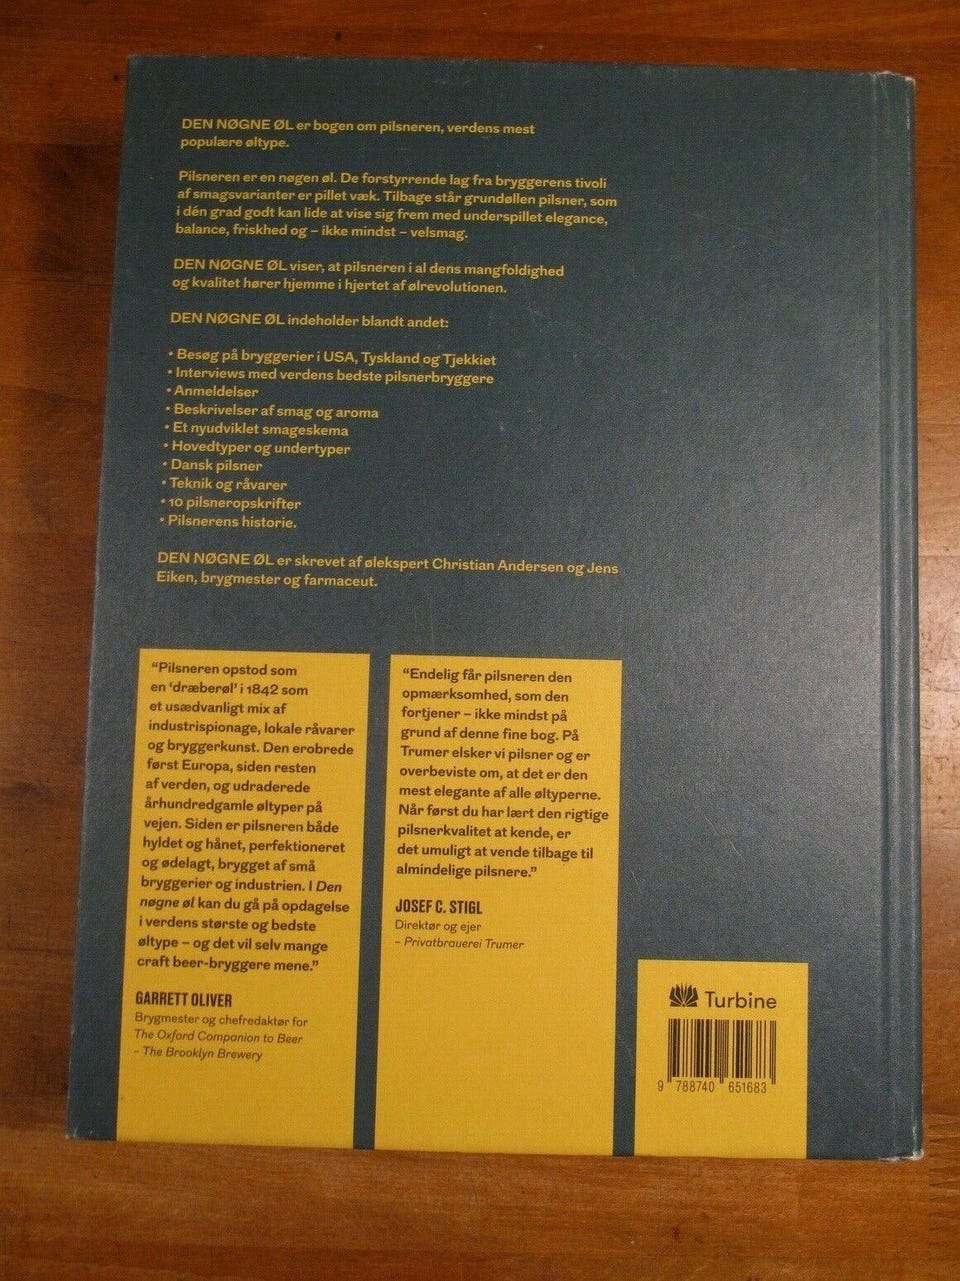 DEN NØGNE ØL er bogen om pilsneren, verdens mest
populære øltype.
Pilsneren er en nøgen øl. De forstyrrende lag fra bryggerens tivoli
af smagsvarianter er pillet væk. Tilbage står grundøllen pilsner, som
i dén grad godt kan lide at vise sig frem med underspillet elegance,
balance, friskhed og – ikke mindst – velsmag.
DEN NØGNE ØL viser, at pilsneren i al dens mangfoldighed
og kvalitet hører hjemme i hjertet af ølrevolutionen.
DEN NØGNE ØL indeholder blandt andet:
• Besøg på bryggerier i USA, Tyskland og Tjekkiet
• Interviews med verdens bedste pilsnerbryggere
• Anmeldelser
• Beskrivelser af smag og aroma
• Et nyudviklet smageskema
• Hovedtyper og undertyper
• Dansk pilsner
• Teknik og råvarer
• 10 pilsneropskrifter
• Pilsnerens historie.
DEN NØGNE ØL er skrevet af ølekspert Christian Andersen og Jens
Eiken, brygmester og farmaceut.
“Pilsneren opstod som
en ‘dræberøl’ i 1842 som
et usædvanligt mix af
industrispionage, lokale råvarer
og bryggerkunst. Den erobrede
først Europa, siden resten
af verden, og udraderede
århundredgamle øltyper på
vejen. Siden er pilsneren både
hyldet og hånet, perfektioneret
og ødelagt, brygget af små
bryggerier og industrien. I Den
nøgne øl kan du gå på opdagelse
i verdens største og bedste
øltype – og det vil selv mange
craft beer-bryggere mene.”
GARRETT OLIVER
Brygmester og chefredaktør for
The Oxford Companion to Beer
– The Brooklyn Brewery
“Endelig får pilsneren den
opmærksomhed, som den
fortjener – ikke mindst på
grund af denne fine bog. På
Trumer elsker vi pilsner og er
overbeviste om, at det er den
mest elegante af alle øltyperne.
Når først du har lært den rigtige
pilsnerkvalitet at kende, er
det umuligt at vende tilbage til
almindelige pilsnere.”
JOSEF C. STIGL
Direktør og ejer
– Privatbrauerei Trumer
Turbine
9 788740 651683